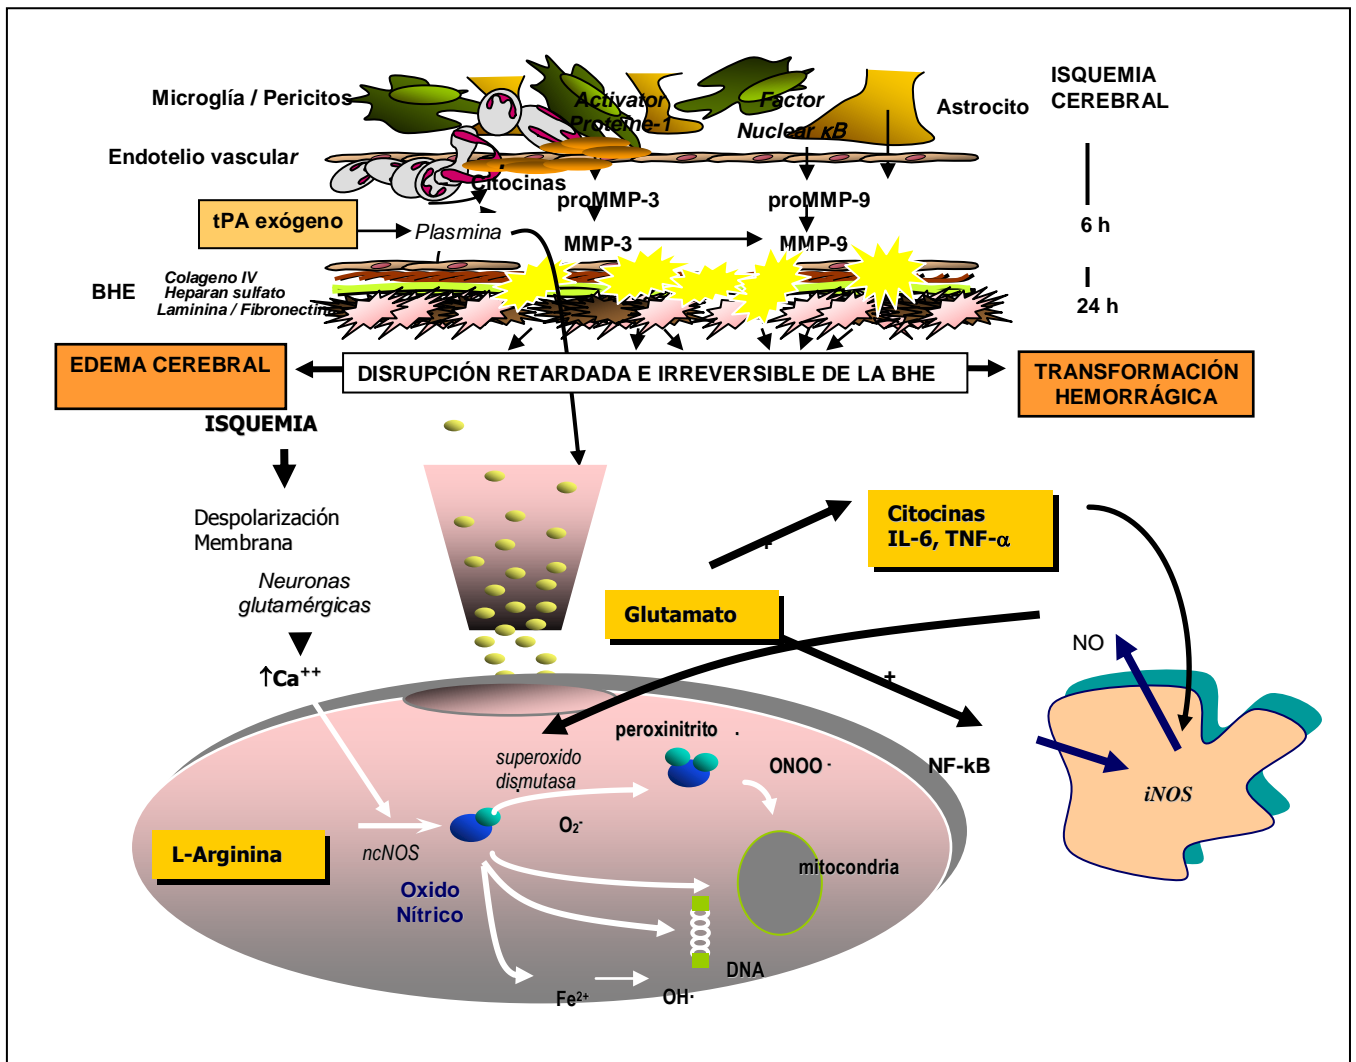 ISQUEMIA
CEREBRAL
Microglía / Pericitos
Activator
Proteine-1
Factor
Nuclear κB
Astrocito
Endotelio vascular
Citocinas
proMMP-3
proMMP-9
tPA exógeno
Plasmina
6 h
MMP-3
MMP-9
BHE
Colageno IV
Heparan sulfato
Laminina / Fibronectina
24 h
EDEMA CEREBRAL
DISRUPCIÓN RETARDADA E IRREVERSIBLE DE LA BHE
TRANSFORMACIÓN
HEMORRÁGICA
ISQUEMIA
Despolarización
Membrana
Neuronas
glutamérgicas
↑Ca++
Citocinas
IL-6, TNF-α
+
Glutamato
+
NO
peroxinitrito
superoxido
dismutasa
ONOO -
NF-kB
iNOS
O2-
L-Arginina
ncNOS
mitocondria
Oxido
Nítrico
DNA
Fe2+
OH·